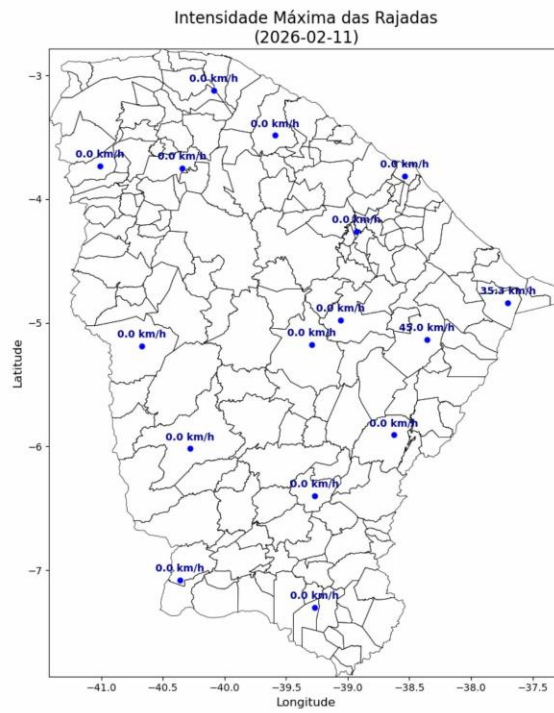 Intensidade Máxima das Rajadas
(2026-02-11)
−3
0.0 km/h
0.0 km/h
0.0 km/h
0.0 km/h
0.0 km/h
−4
0.0 km/h
35.3 km/h
0.0 km/h
−5
0.0 km/h
0.0 km/h
45.0 km/h
Latitude
0.0 km/h
−6
0.0 km/h
0.0 km/h
−7
0.0 km/h
0.0 km/h
−41.0
−40.5
−40.0
−39.5
−39.0
−38.5
−38.0
−37.5
Longitude